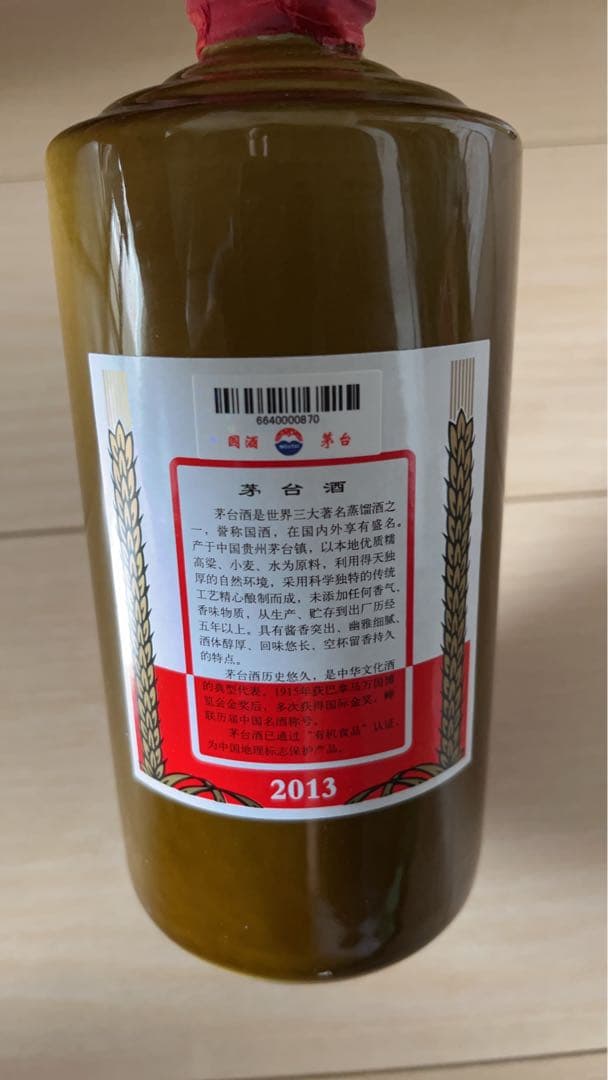 6640000870
国酒 MOUTAI 茅台
茅台酒
茅台酒是世界三大著名蒸馏酒之
一，誉称国酒，在国内外享有盛名。
产于中国贵州茅台镇，以本地优质糯
高粱、小麦、水为原料，利用得天独
厚的自然环境，采用科学独特的传统
工艺精心酿制而成，未添加任何香气、
香味物质，从生产、贮存到出厂历经
五年以上。具有酱香突出、幽雅细腻、
酒体醇厚、回味悠长、空杯留香持久
的特点。
茅台酒历史悠久，是中华文化酒
的典型代表，1915年获巴拿马万国博
览会金奖后，多次获得国际金奖，蝉
联历届中国名酒称号。
茅台酒已通过“有机食品”认证、
为中国地理标志保护产品。
2013